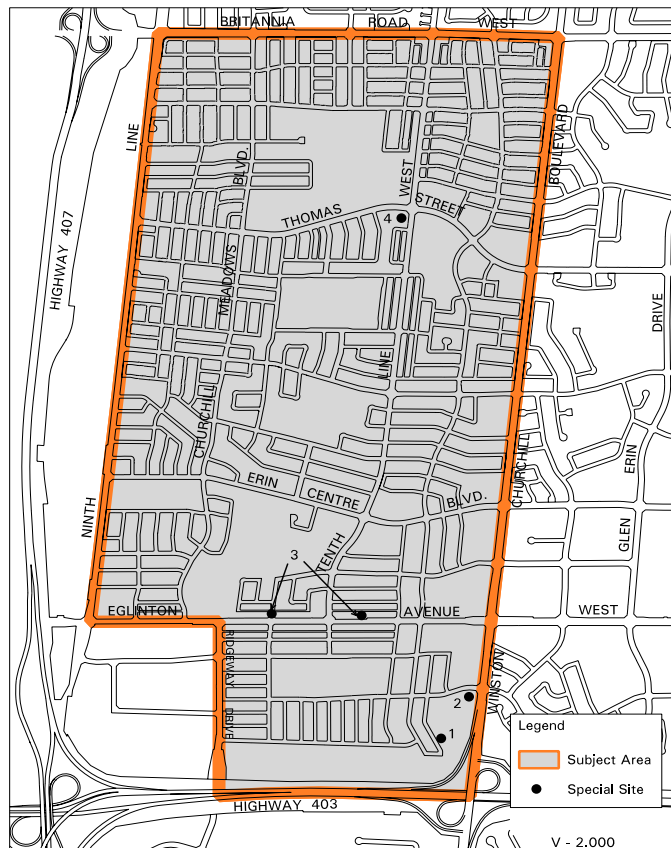 BRITANNIA ROAD WEST
LINE
BLVD.
BOULEVARD
WEST
THOMAS STREET
4
HIGHWAY 407
MEADOWS
DRIVE
LINE
CHURCHILL
CHURCHILL
ERIN CENTRE BLVD.
ERIN
NINTH
GLEN
3
TENTH
EGLINTON AVENUE WEST
RIDGEWAY DRIVE
WINSTON
2
1
Legend
Subject Area
Special Site
HIGHWAY 403
V - 2.000